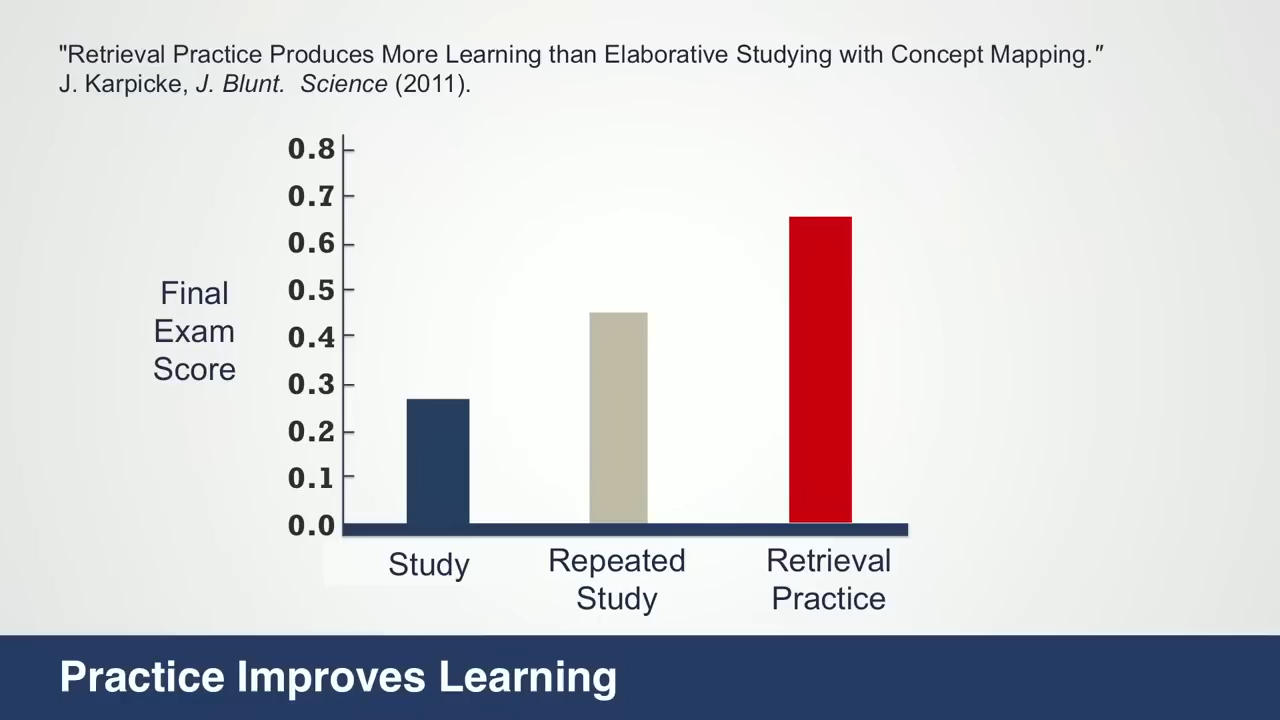 "Retrieval Practice Produces More Learning than Elaborative Studying with Concept Mapping."
J. Karpicke, J. Blunt. Science (2011).
0.8
0.7
0.6
0.5
0.4
0.3
0.2
0.1
0.0
Final
Exam
Score
Study
Repeated
Study
Retrieval
Practice
Practice Improves Learning